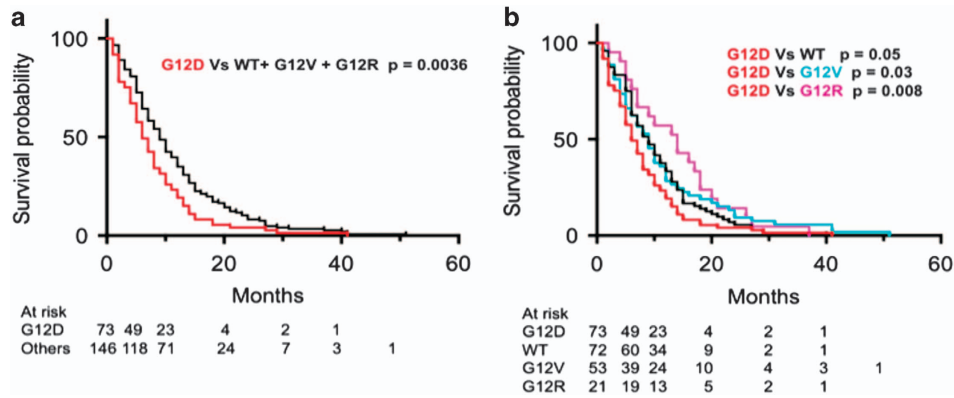 a
G12D Vs WT+ G12V + G12R p = 0.0036
Survival probability
100
50
0
0 20 40 60
Months
At risk
G12D 73 49 23 4 2 1
Others 146 118 71 24 7 3 1
b
G12D Vs WT p = 0.05
G12D Vs G12V p = 0.03
G12D Vs G12R p = 0.008
Survival probability
100
50
0
0 20 40 60
Months
At risk
G12D 73 49 23 4 2 1
WT 72 60 34 9 2 1
G12V 53 39 24 10 4 3 1
G12R 21 19 13 5 2 1